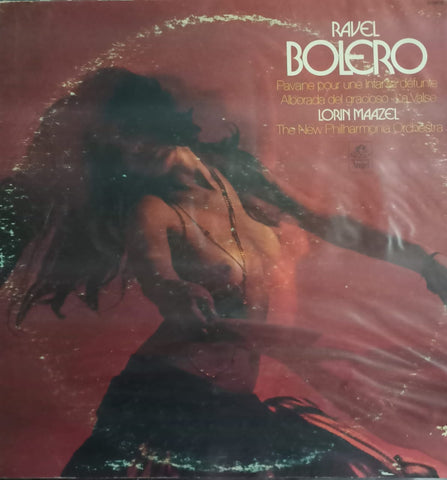 RAVEL
BOLERO
Pavane pour une Infante défunte
Alborada del gracioso · La Valse
LORIN MAAZEL
The New Philharmonia Orchestra